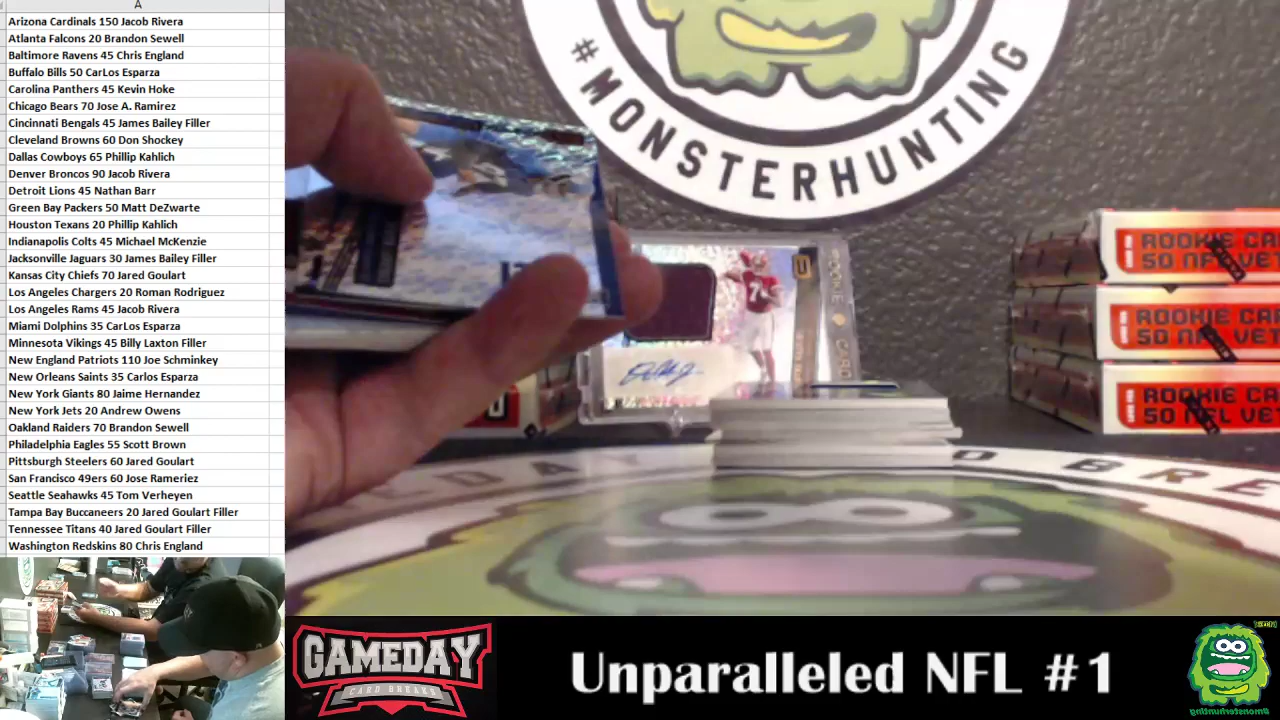 A
Arizona Cardinals 150 Jacob Rivera
Atlanta Falcons 20 Brandon Sewell
Baltimore Ravens 45 Chris England
Buffalo Bills 50 CarLos Esparza
Carolina Panthers 45 Kevin Hoke
Chicago Bears 70 Jose A. Ramirez
Cincinnati Bengals 45 James Bailey Filler
Cleveland Browns 60 Don Shockey
Dallas Cowboys 65 Phillip Kahlich
Denver Broncos 90 Jacob Rivera
Detroit Lions 45 Nathan Barr
Green Bay Packers 50 Matt DeZwarte
Houston Texans 20 Phillip Kahlich
Indianapolis Colts 45 Michael McKenzie
Jacksonville Jaguars 30 James Bailey Filler
Kansas City Chiefs 70 Jared Goulart
Los Angeles Chargers 20 Roman Rodriguez
Los Angeles Rams 45 Jacob Rivera
Miami Dolphins 35 CarLos Esparza
Minnesota Vikings 45 Billy Laxton Filler
New England Patriots 110 Joe Schminkey
New Orleans Saints 35 Carlos Esparza
New York Giants 80 Jaime Hernandez
New York Jets 20 Andrew Owens
Oakland Raiders 70 Brandon Sewell
Philadelphia Eagles 55 Scott Brown
Pittsburgh Steelers 60 Jared Goulart
San Francisco 49ers 60 Jose Rameriez
Seattle Seahawks 45 Tom Verheyen
Tampa Bay Buccaneers 20 Jared Goulart Filler
Tennessee Titans 40 Jared Goulart Filler
Washington Redskins 80 Chris England
#MONSTERHUNTING
ROOKIE CA
50 NFL VET
ROOKIE CA
50 NFL VET
ROOKIE CA
50 NFL VET
ROOKIE CARD
GAMEDAY
CARD BREAKS
Unparalleled NFL #1
#monsterhunting